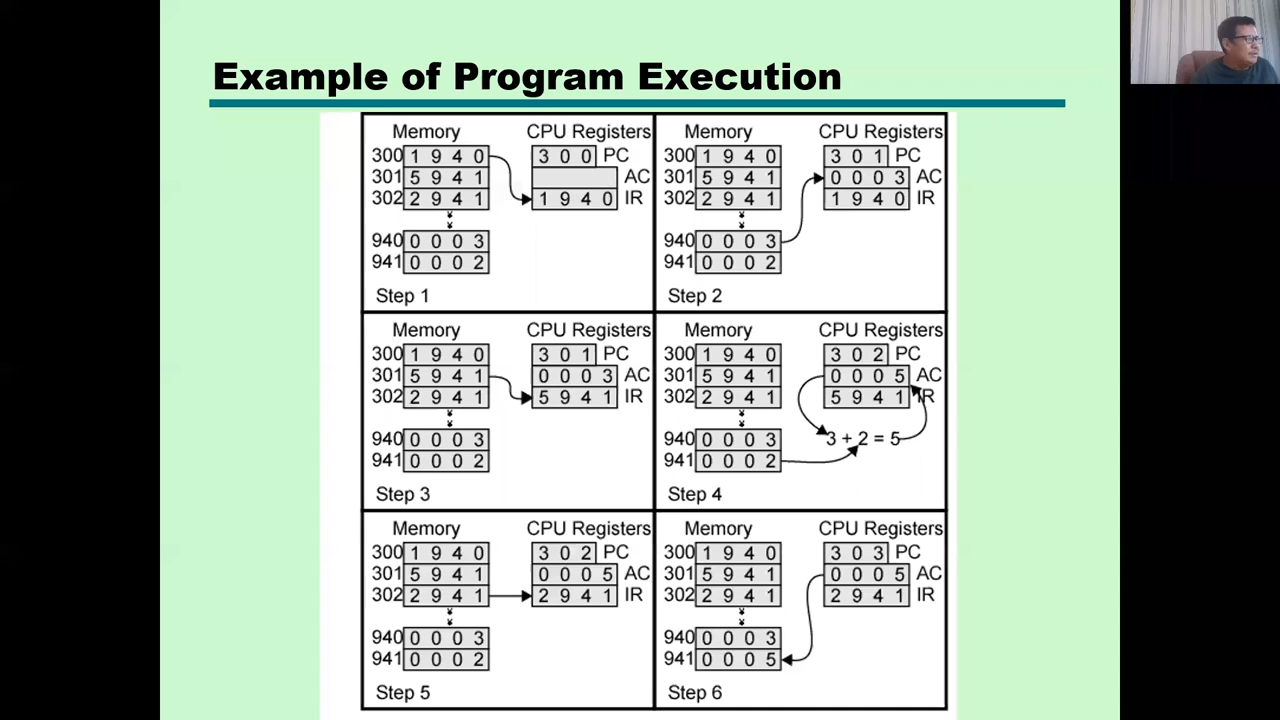 Example of Program Execution
Memory CPU Registers
300 1 9 4 0 3 0 0 PC
301 5 9 4 1 AC
302 2 9 4 1 1 9 4 0 IR
940 0 0 0 3
941 0 0 0 2
Step 1
Memory CPU Registers
300 1 9 4 0 3 0 1 PC
301 5 9 4 1 0 0 0 3 AC
302 2 9 4 1 1 9 4 0 IR
940 0 0 0 3
941 0 0 0 2
Step 2
Memory CPU Registers
300 1 9 4 0 3 0 1 PC
301 5 9 4 1 0 0 0 3 AC
302 2 9 4 1 5 9 4 1 IR
940 0 0 0 3
941 0 0 0 2
Step 3
Memory CPU Registers
300 1 9 4 0 3 0 2 PC
301 5 9 4 1 0 0 0 5 AC
302 2 9 4 1 5 9 4 1 IR
940 0 0 0 3 3 + 2 = 5
941 0 0 0 2
Step 4
Memory CPU Registers
300 1 9 4 0 3 0 2 PC
301 5 9 4 1 0 0 0 5 AC
302 2 9 4 1 2 9 4 1 IR
940 0 0 0 3
941 0 0 0 2
Step 5
Memory CPU Registers
300 1 9 4 0 3 0 3 PC
301 5 9 4 1 0 0 0 5 AC
302 2 9 4 1 2 9 4 1 IR
940 0 0 0 3
941 0 0 0 5
Step 6